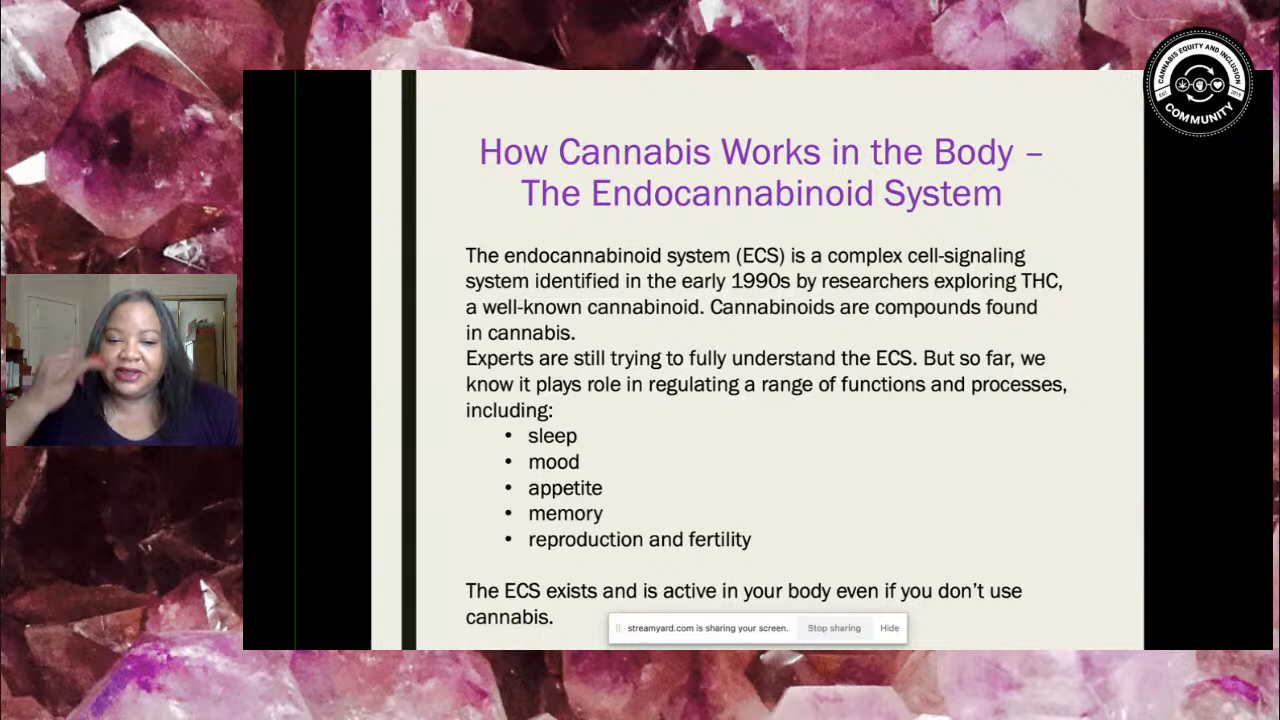 CANNABIS EQUITY AND INCLUSION
COMMUNITY
How Cannabis Works in the Body –
The Endocannabinoid System
The endocannabinoid system (ECS) is a complex cell-signaling
system identified in the early 1990s by researchers exploring THC,
a well-known cannabinoid. Cannabinoids are compounds found
in cannabis.
Experts are still trying to fully understand the ECS. But so far, we
know it plays role in regulating a range of functions and processes,
including:
• sleep
• mood
• appetite
• memory
• reproduction and fertility
The ECS exists and is active in your body even if you don’t use
cannabis.
streamyard.com is sharing your screen. Stop sharing Hide